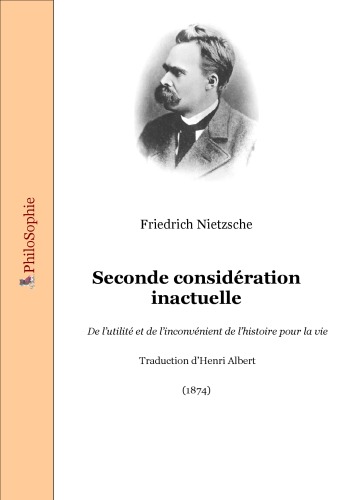 PhiloSophie
Friedrich Nietzsche
Seconde considération
inactuelle
De l'utilité et de l'inconvénient de l'histoire pour la vie
Traduction d'Henri Albert
(1874)